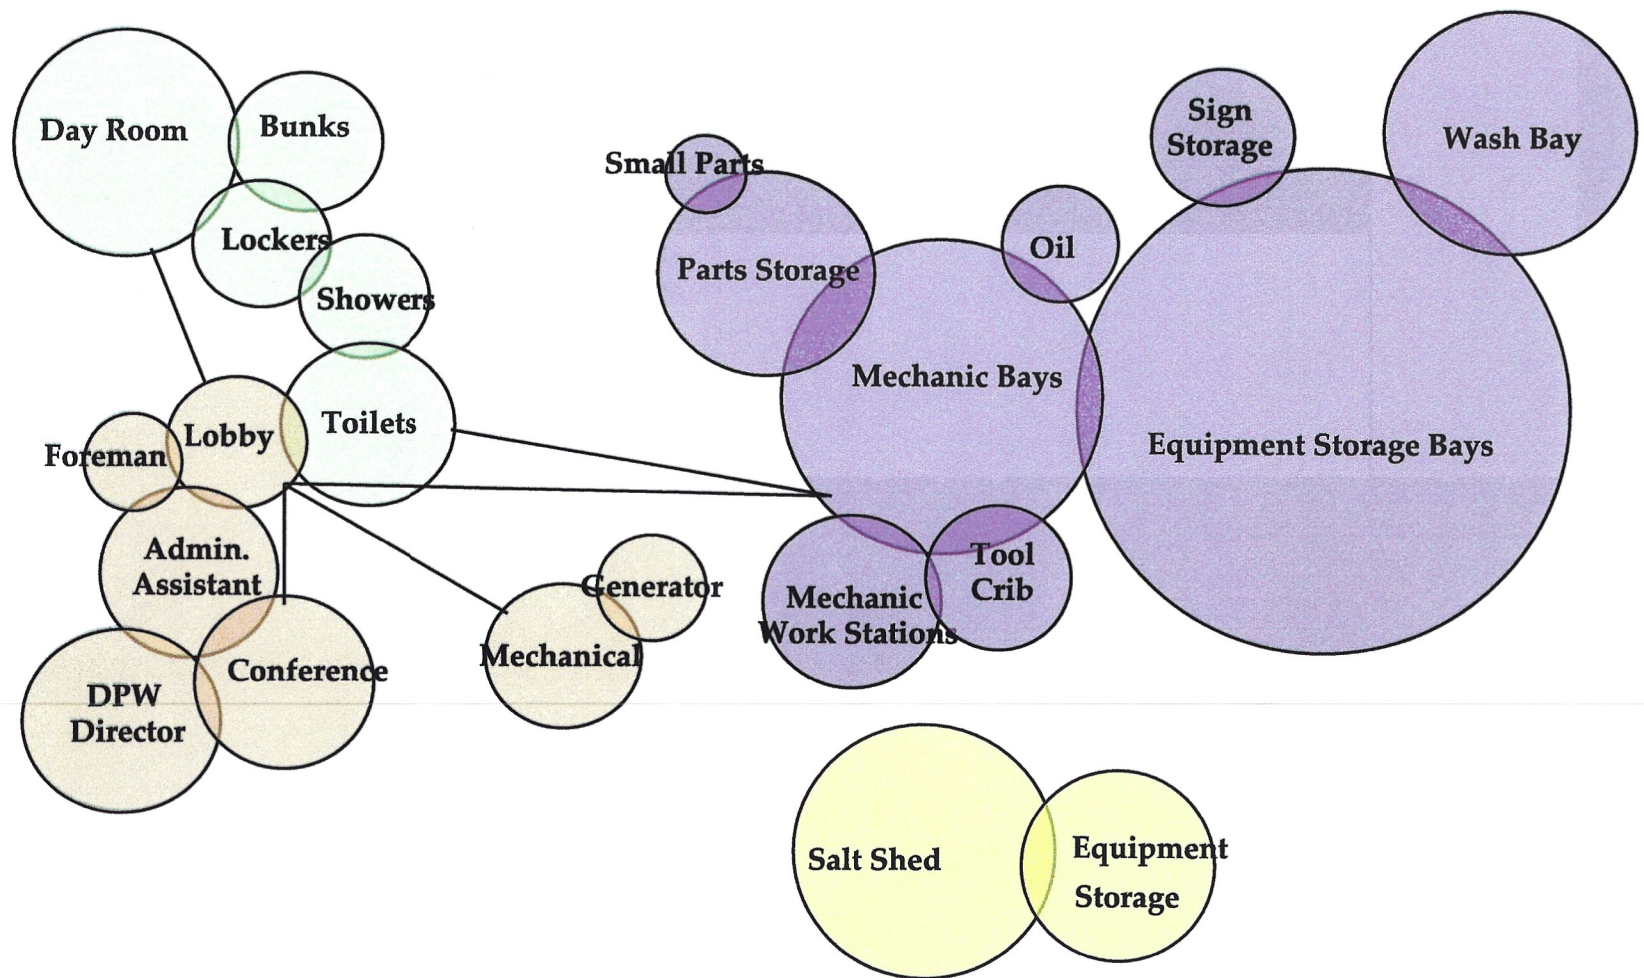 Day Room
Bunks
Lockers
Showers
Toilets
Lobby
Foreman
Admin.
Assistant
Conference
DPW
Director
Generator
Mechanical
Small Parts
Parts Storage
Oil
Mechanic Bays
Tool
Crib
Mechanic
Work Stations
Sign
Storage
Wash Bay
Equipment Storage Bays
Salt Shed
Equipment
Storage